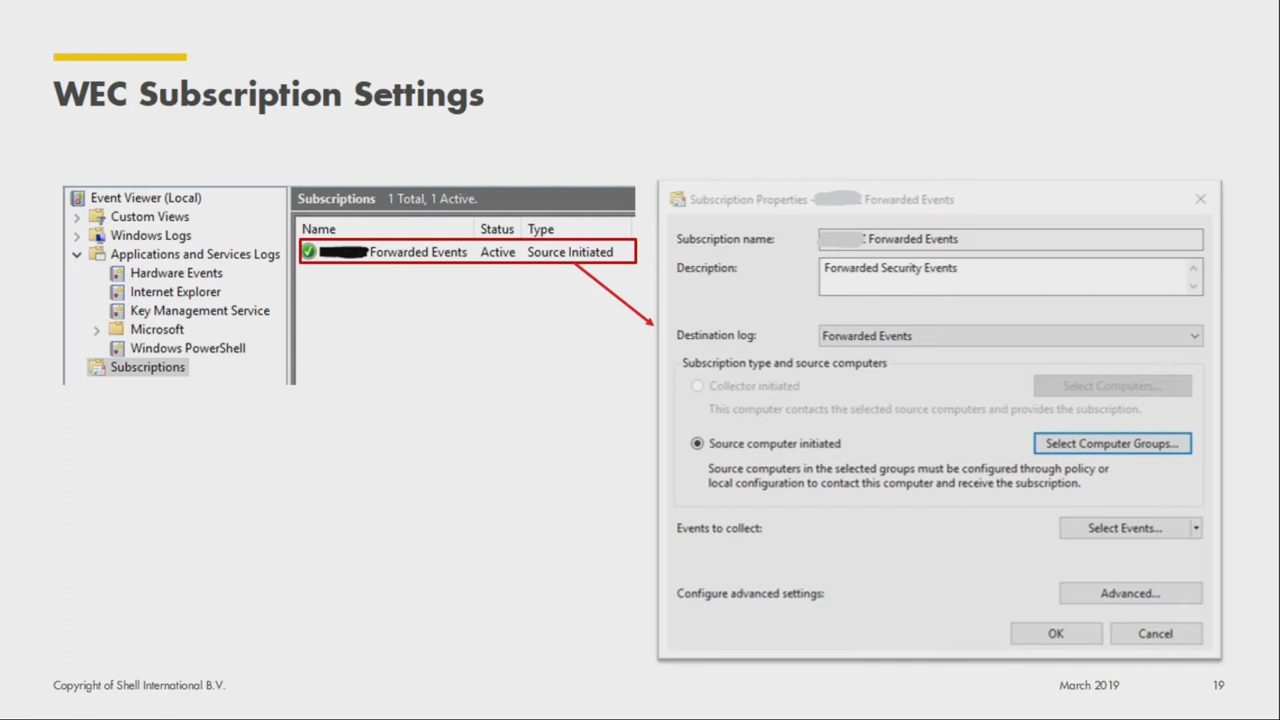 WEC Subscription Settings
Event Viewer (Local)
Custom Views
Windows Logs
Applications and Services Logs
Hardware Events
Internet Explorer
Key Management Service
Microsoft
Windows PowerShell
Subscriptions
Subscriptions 1 Total, 1 Active.
Name Status Type
Forwarded Events Active Source Initiated
Subscription Properties - Forwarded Events
Subscription name: Forwarded Events
Description: Forwarded Security Events
Destination log: Forwarded Events
Subscription type and source computers
Collector initiated Select Computers...
This computer contacts the selected source computers and provides the subscription.
Source computer initiated Select Computer Groups...
Source computers in the selected groups must be configured through policy or
local configuration to contact this computer and receive the subscription.
Events to collect: Select Events...
Configure advanced settings: Advanced...
OK Cancel
Copyright of Shell International B.V. March 2019 19